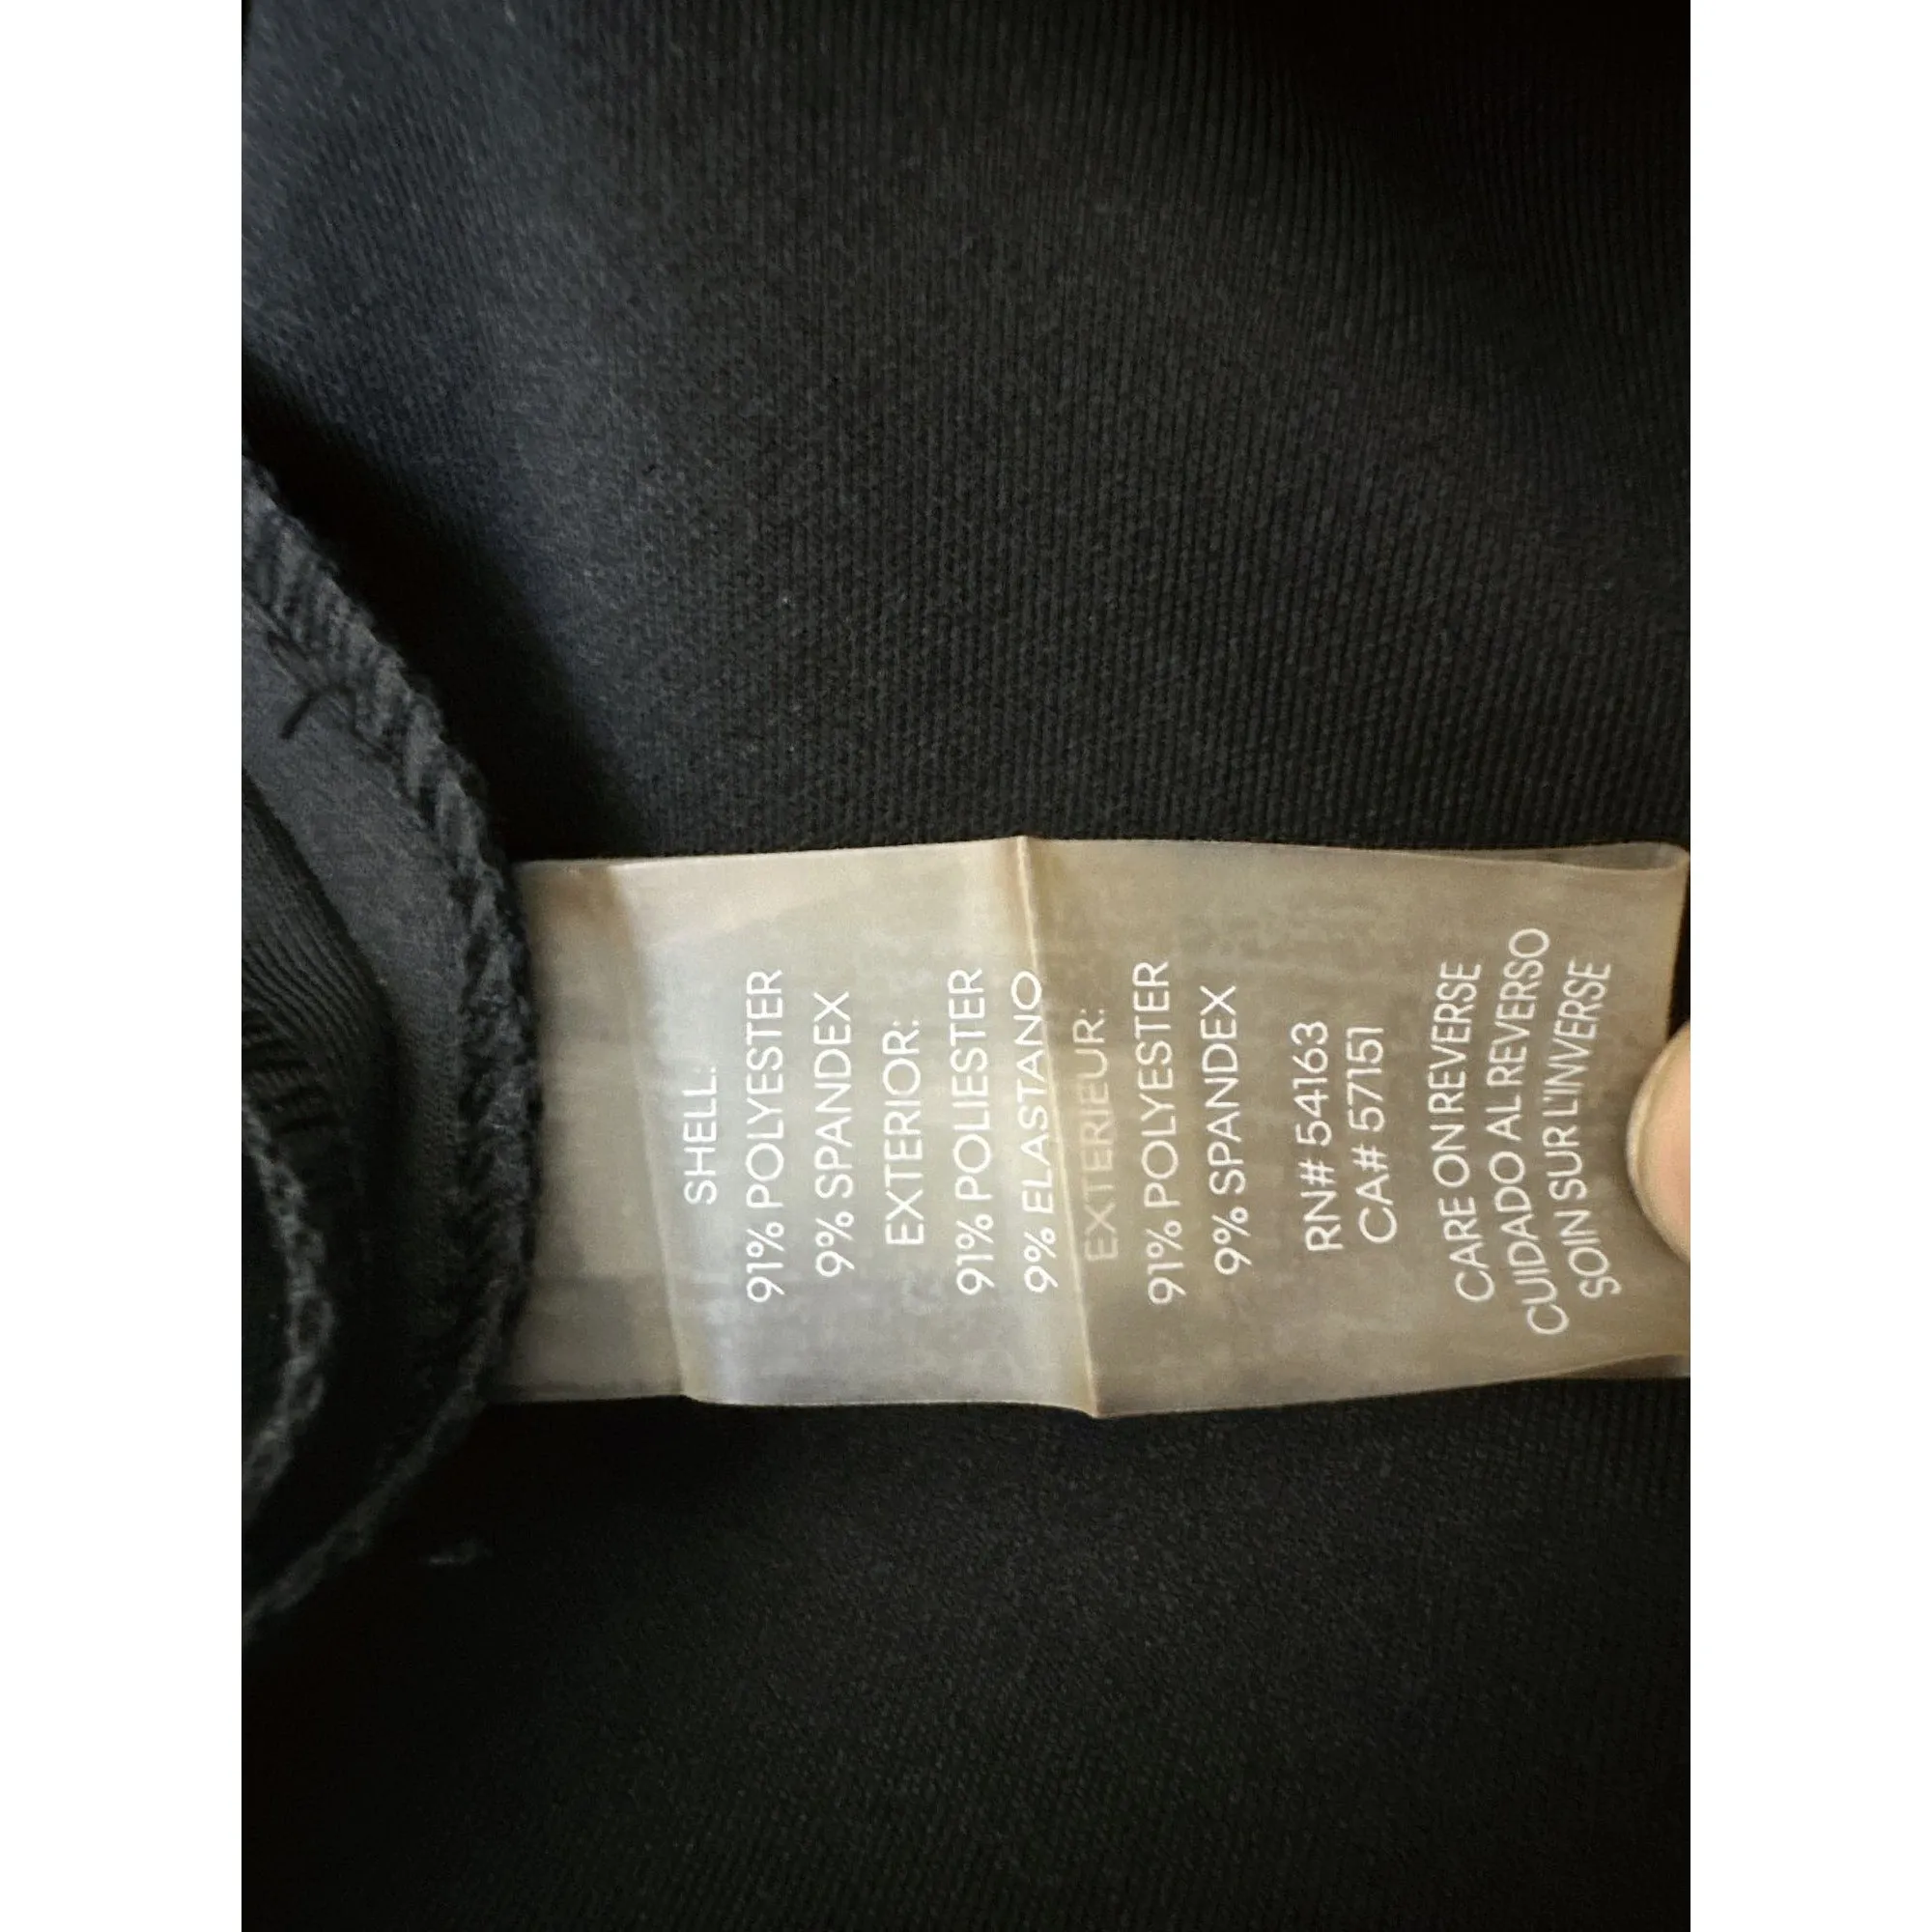 SHELL:
91% POLYESTER
9% SPANDEX
EXTERIOR:
91% POLIESTER
9% ELASTANO
EXTERIEUR:
91% POLYESTER
9% SPANDEX
RN# 54163
CA# 57151
CARE ON REVERSE
CUIDADO AL REVERSO
SOIN SUR L'INVERSE